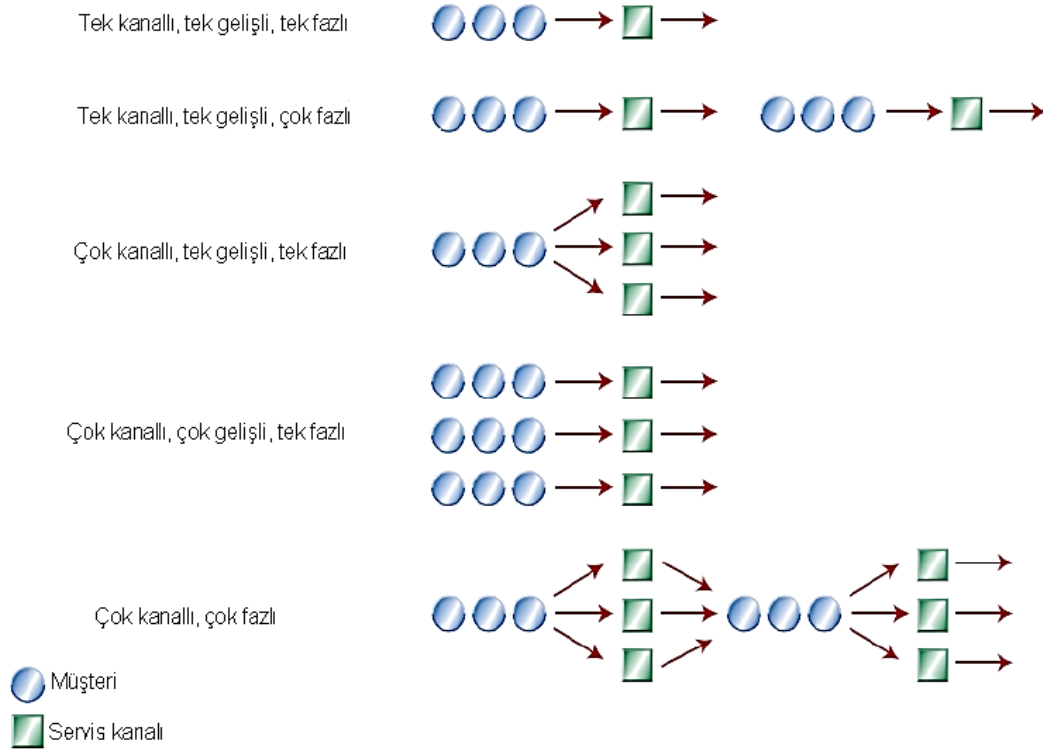 Tek kanallı, tek gelişli, tek fazlı
Tek kanallı, tek gelişli, çok fazlı
Çok kanallı, tek gelişli, tek fazlı
Çok kanallı, çok gelişli, tek fazlı
Çok kanallı, çok fazlı
Müşteri
Servis kanalı